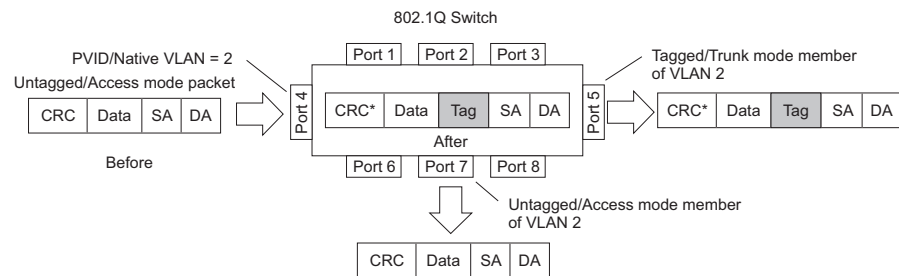 802.1Q Switch
PVID/Native VLAN = 2
Port 1
Port 2
Port 3
Tagged/Trunk mode member
of VLAN 2
Untagged/Access mode packet
CRC Data SA DA
Port 4
CRC* Data Tag SA DA
Port 5
CRC* Data Tag SA DA
After
Before
Port 6
Port 7
Port 8
Untagged/Access mode member
of VLAN 2
CRC Data SA DA